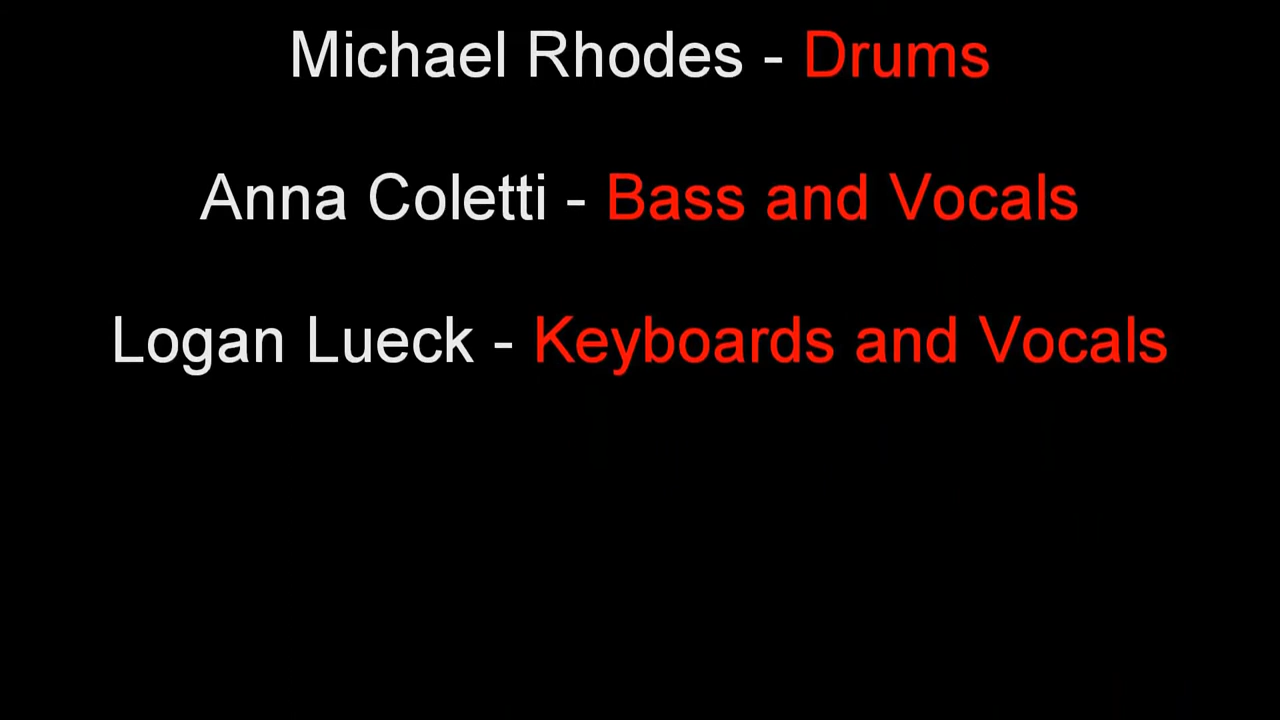 Michael Rhodes - Drums
Anna Coletti - Bass and Vocals
Logan Lueck - Keyboards and Vocals